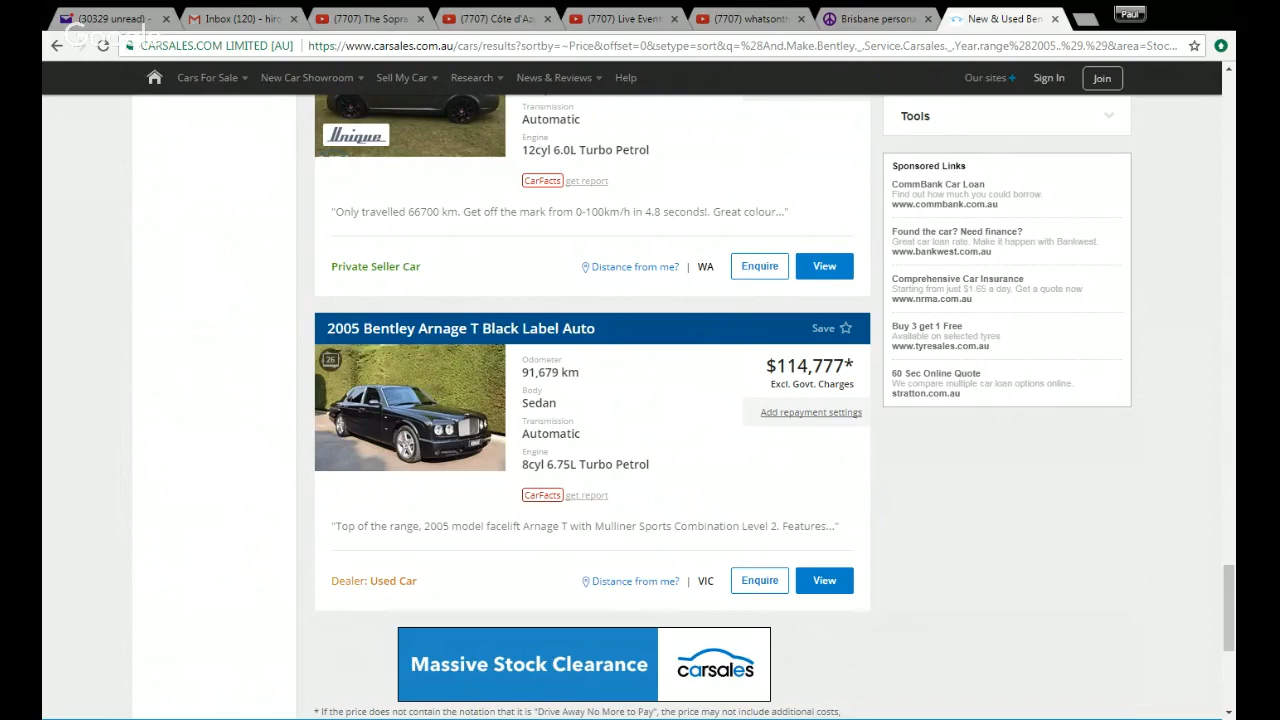 (30329 unread) -
Inbox (120) - hiro
(7707) The Sopra
(7707) Côte d'Az
(7707) Live Event
(7707) whatsonth
Brisbane persona
New & Used Ben
Paul
CARSALES.COM LIMITED [AU]
https://www.carsales.com.au/cars/results?sortby=~Price&offset=0&setype=sort&q=%28And.Make.Bentley._.Service.Carsales._.Year.range%282005..%29.%29&area=Stoc...
Cars For Sale
New Car Showroom
Sell My Car
Research
News & Reviews
Help
Our sites+
Sign In
Join
Unique
Transmission
Automatic
Engine
12cyl 6.0L Turbo Petrol
CarFacts get report
"Only travelled 66700 km. Get off the mark from 0-100km/h in 4.8 seconds!. Great colour..."
Private Seller Car
Distance from me? | WA
Enquire
View
2005 Bentley Arnage T Black Label Auto
Save
26
Odometer
91,679 km
Body
Sedan
Transmission
Automatic
Engine
8cyl 6.75L Turbo Petrol
CarFacts get report
$114,777*
Excl. Govt. Charges
Add repayment settings
"Top of the range, 2005 model facelift Arnage T with Mulliner Sports Combination Level 2. Features..."
Dealer: Used Car
Distance from me? | VIC
Enquire
View
Massive Stock Clearance
carsales
* If the price does not contain the notation that it is "Drive Away No More to Pay", the price may not include additional costs,
Tools
Sponsored Links
CommBank Car Loan
Find out how much you could borrow.
www.commbank.com.au
Found the car? Need finance?
Great car loan rate. Make it happen with Bankwest.
www.bankwest.com.au
Comprehensive Car Insurance
Starting from just $1.65 a day. Get a quote now
www.nrma.com.au
Buy 3 get 1 Free
Available on selected tyres
www.tyresales.com.au
60 Sec Online Quote
We compare multiple car loan options online.
stratton.com.au